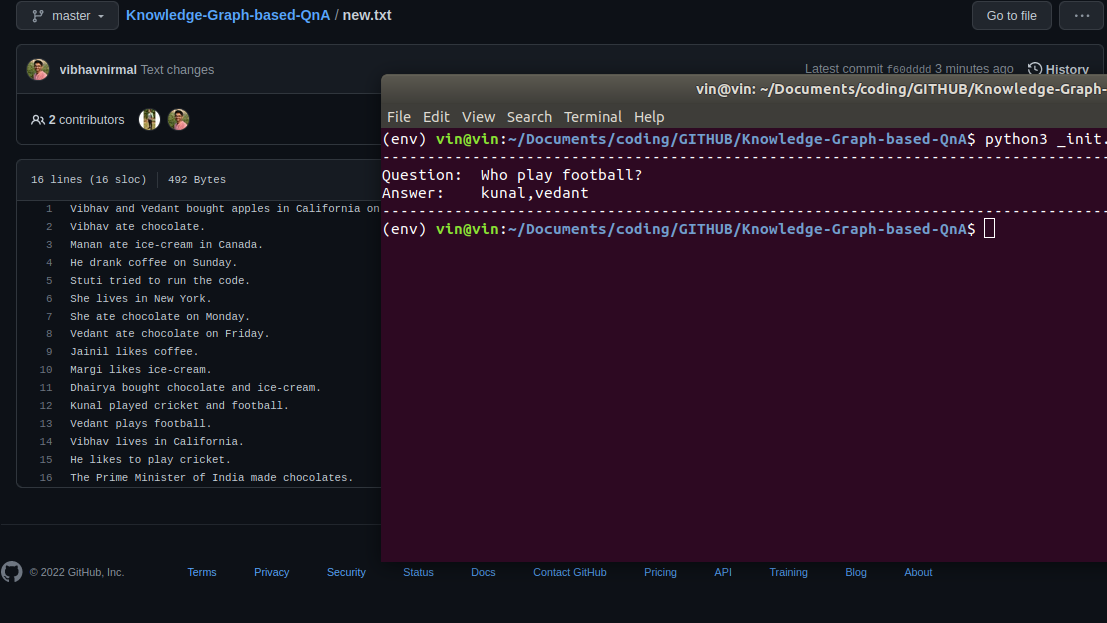 master
Knowledge-Graph-based-QnA / new.txt
Go to file
...
vibhavnirmal Text changes
Latest commit f60dddd 3 minutes ago
History
2 contributors
16 lines (16 sloc) 492 Bytes
1 Vibhav and Vedant bought apples in California on
2 Vibhav ate chocolate.
3 Manan ate ice-cream in Canada.
4 He drank coffee on Sunday.
5 Stuti tried to run the code.
6 She lives in New York.
7 She ate chocolate on Monday.
8 Vedant ate chocolate on Friday.
9 Jainil likes coffee.
10 Margi likes ice-cream.
11 Dhairya bought chocolate and ice-cream.
12 Kunal played cricket and football.
13 Vedant plays football.
14 Vibhav lives in California.
15 He likes to play cricket.
16 The Prime Minister of India made chocolates.
vin@vin: ~/Documents/coding/GITHUB/Knowledge-Graph-
File Edit View Search Terminal Help
(env) vin@vin:~/Documents/coding/GITHUB/Knowledge-Graph-based-QnA$ python3 _init.
--------------------------------------------------------------------------------
Question: Who play football?
Answer: kunal,vedant
--------------------------------------------------------------------------------
(env) vin@vin:~/Documents/coding/GITHUB/Knowledge-Graph-based-QnA$
© 2022 GitHub, Inc.
Terms
Privacy
Security
Status
Docs
Contact GitHub
Pricing
API
Training
Blog
About